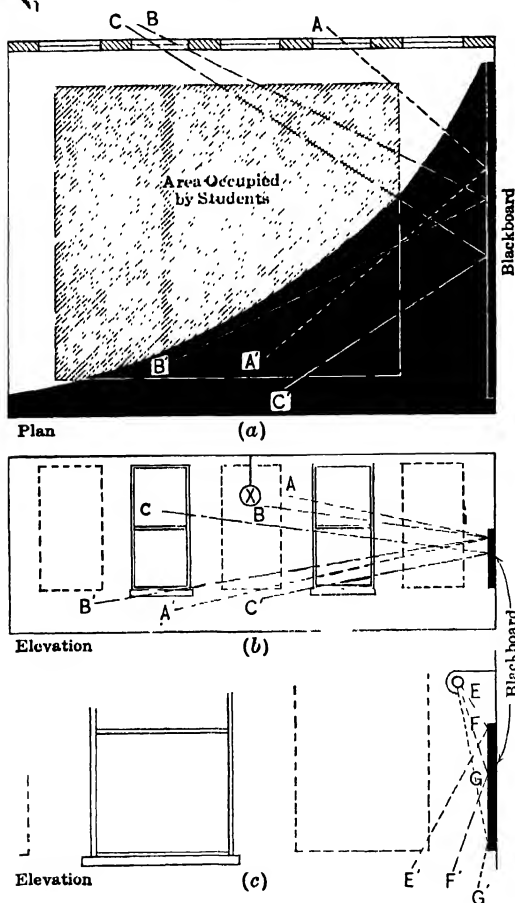 C B A
Area Occupied
by Students
Blackboard
B' A'
C'
Plan (a)
A
X
B
C
B' A' C'
Elevation (b)
Blackboard
E
F
G
E' F'
G'
Elevation (c)